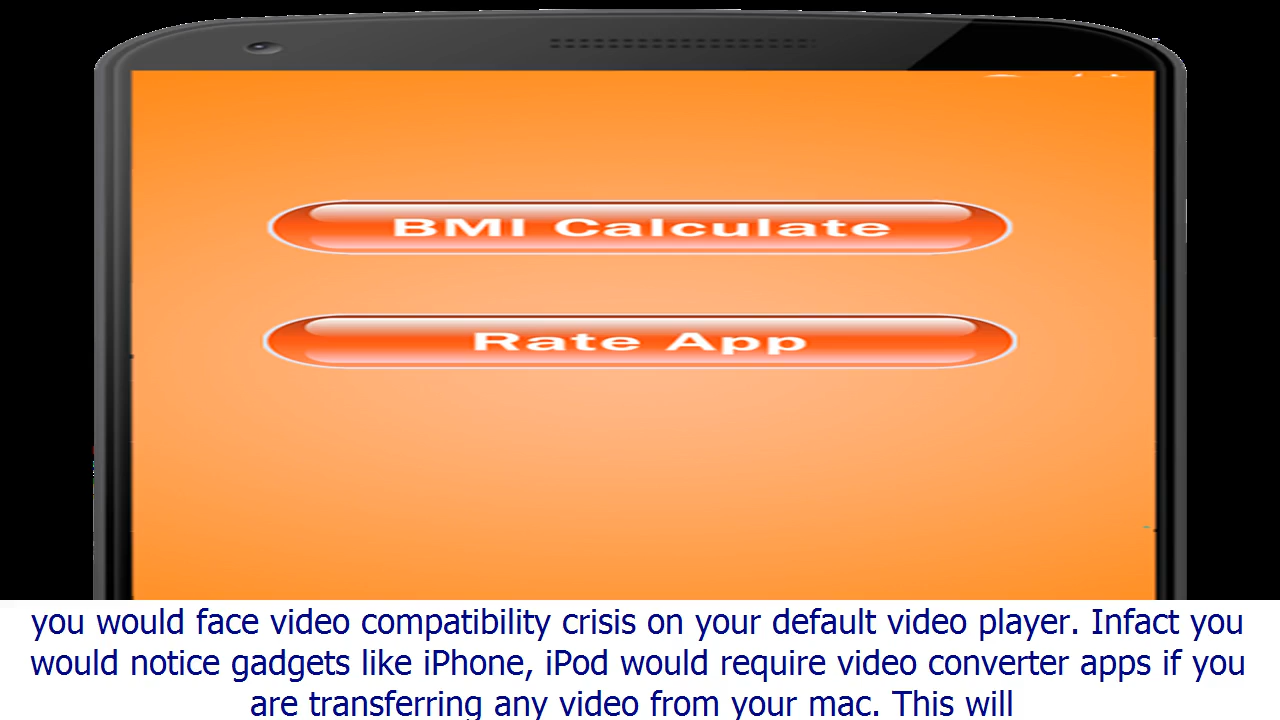 BMI Calculate
Rate App
you would face video compatibility crisis on your default video player. Infact you
would notice gadgets like iPhone, iPod would require video converter apps if you
are transferring any video from your mac. This will